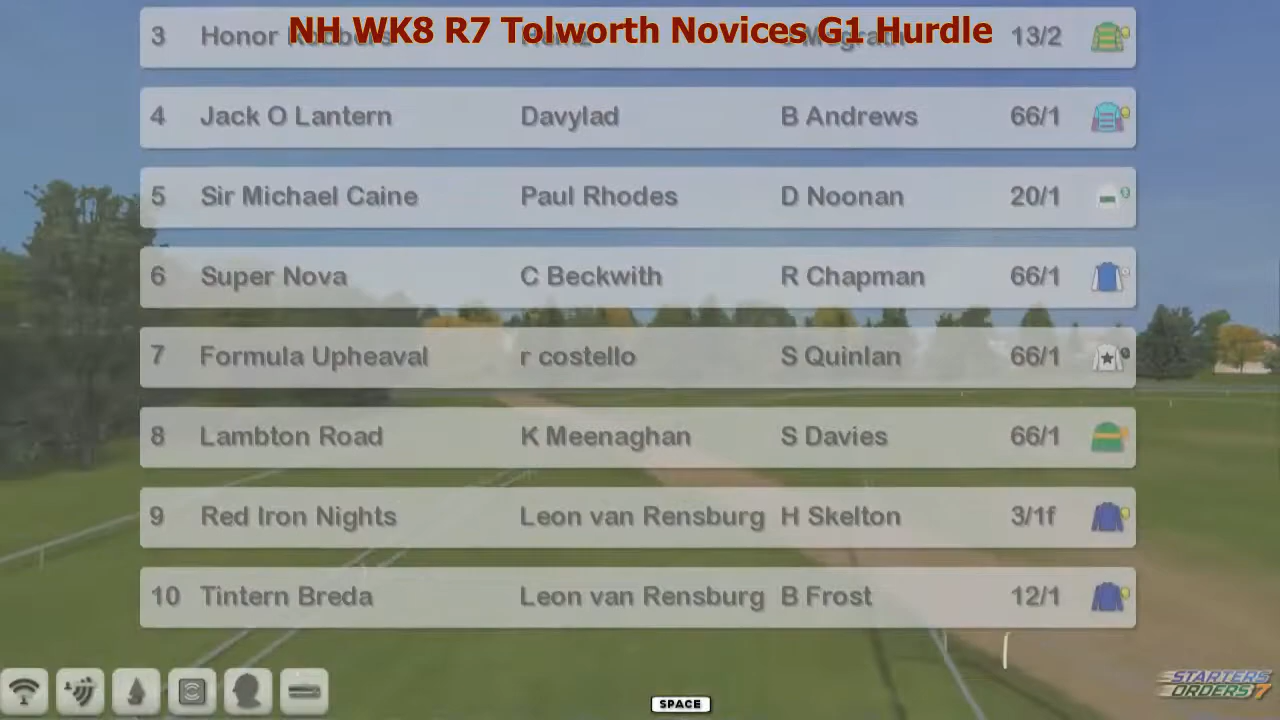 NH WK8 R7 Tolworth Novices G1 Hurdle
3 Honor 13/2
4 Jack O Lantern Davylad B Andrews 66/1
5 Sir Michael Caine Paul Rhodes D Noonan 20/1
6 Super Nova C Beckwith R Chapman 66/1
7 Formula Upheaval r costello S Quinlan 66/1
8 Lambton Road K Meenaghan S Davies 66/1
9 Red Iron Nights Leon van Rensburg H Skelton 3/1f
10 Tintern Breda Leon van Rensburg B Frost 12/1
SPACE
STARTERS
ORDERS 7